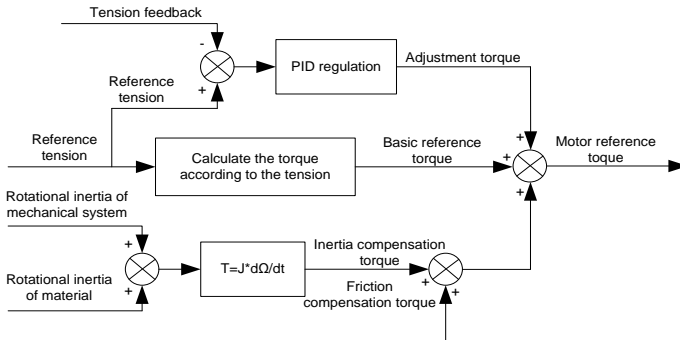 Tension feedback
-
+
PID regulation
Adjustment torque
Reference
tension
Reference
tension
Calculate the torque
according to the tension
Basic reference
torque
+
+
+
Motor reference
toque
Rotational inertia of
mechanical system
+
+
Rotational inertia
of material
T=J*dΩ/dt
Inertia compensation
torque
+
+
Friction
compensation torque